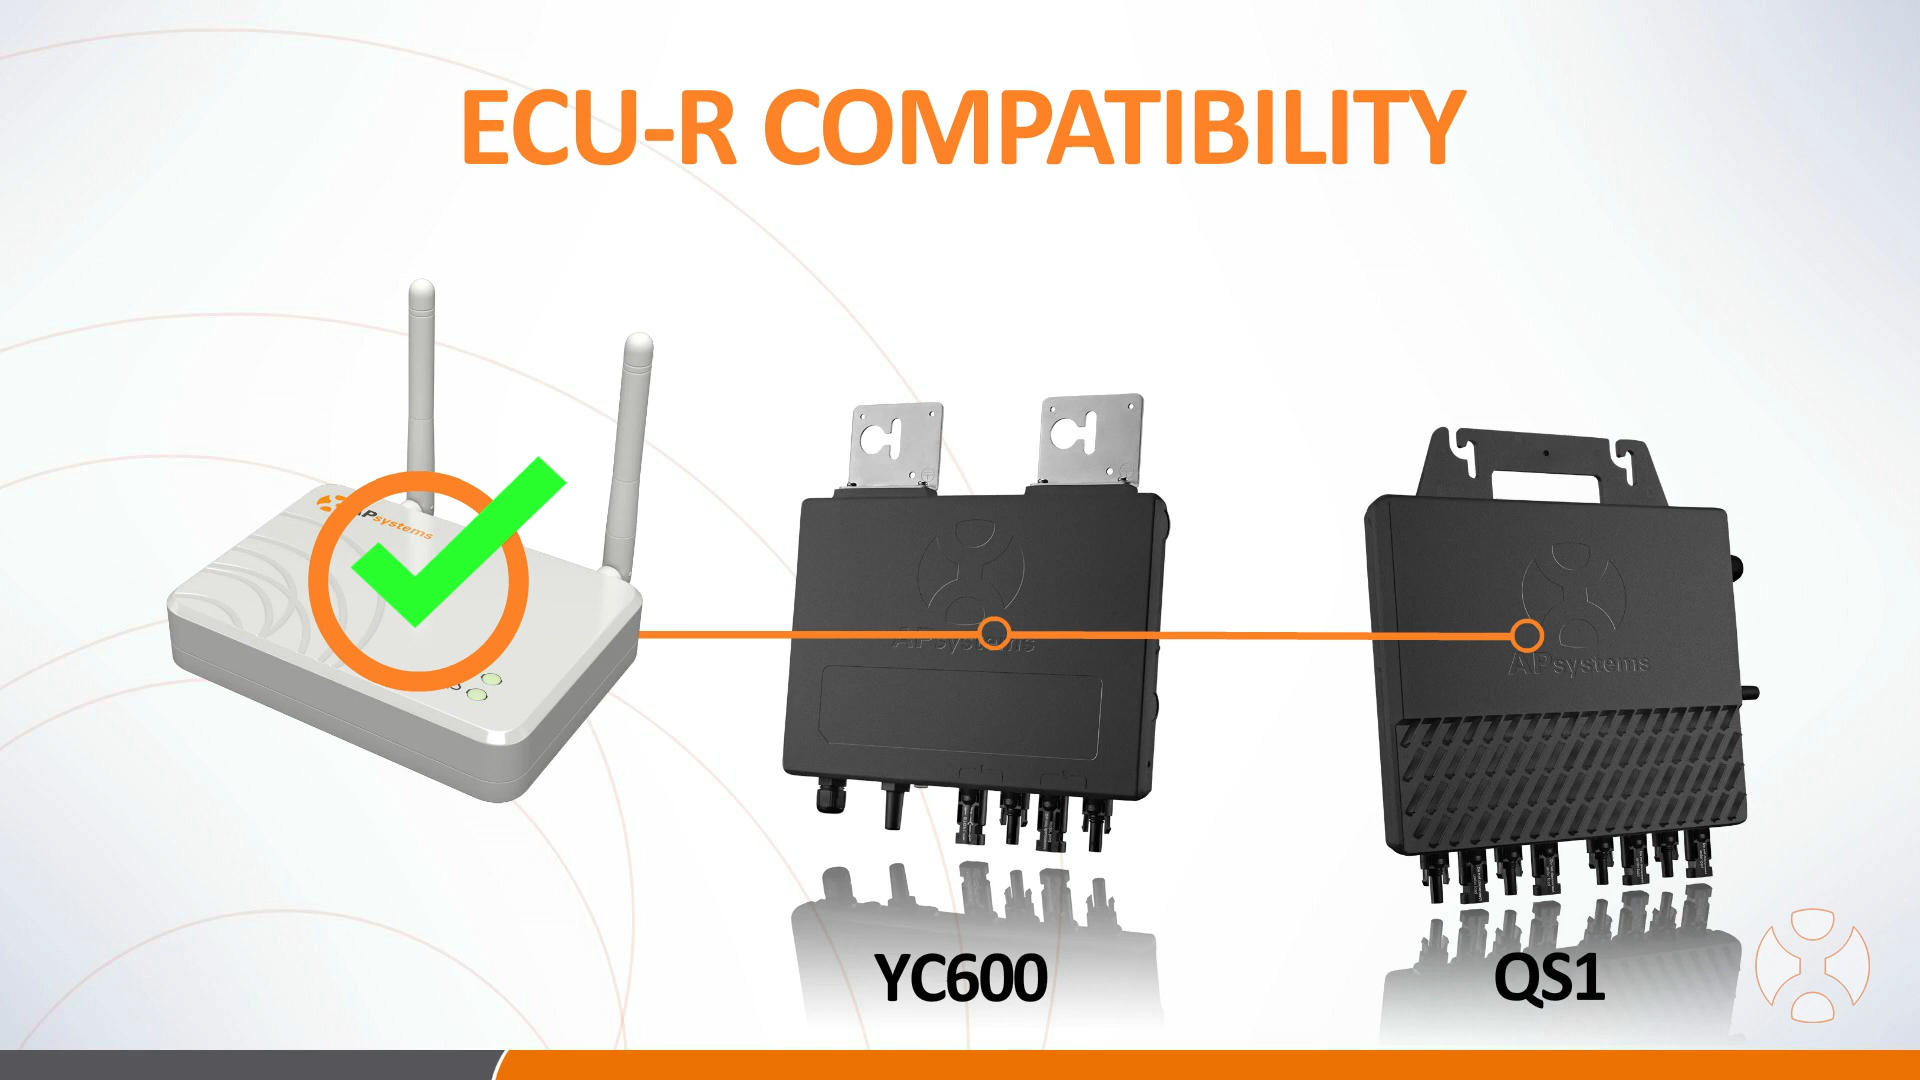 ECU-R COMPATIBILITY
APsystems
APsystems
APsystems
YC600
QS1